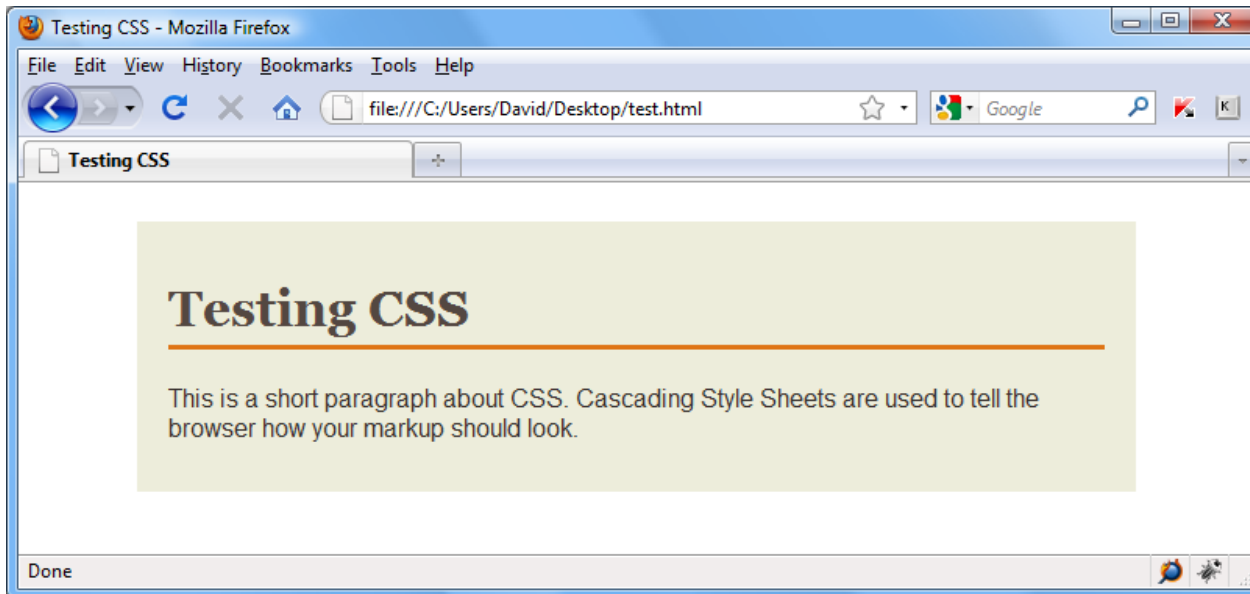 Testing CSS - Mozilla Firefox
File Edit View History Bookmarks Tools Help
file:///C:/Users/David/Desktop/test.html Google K
Testing CSS
Testing CSS
This is a short paragraph about CSS. Cascading Style Sheets are used to tell the
browser how your markup should look.
Done